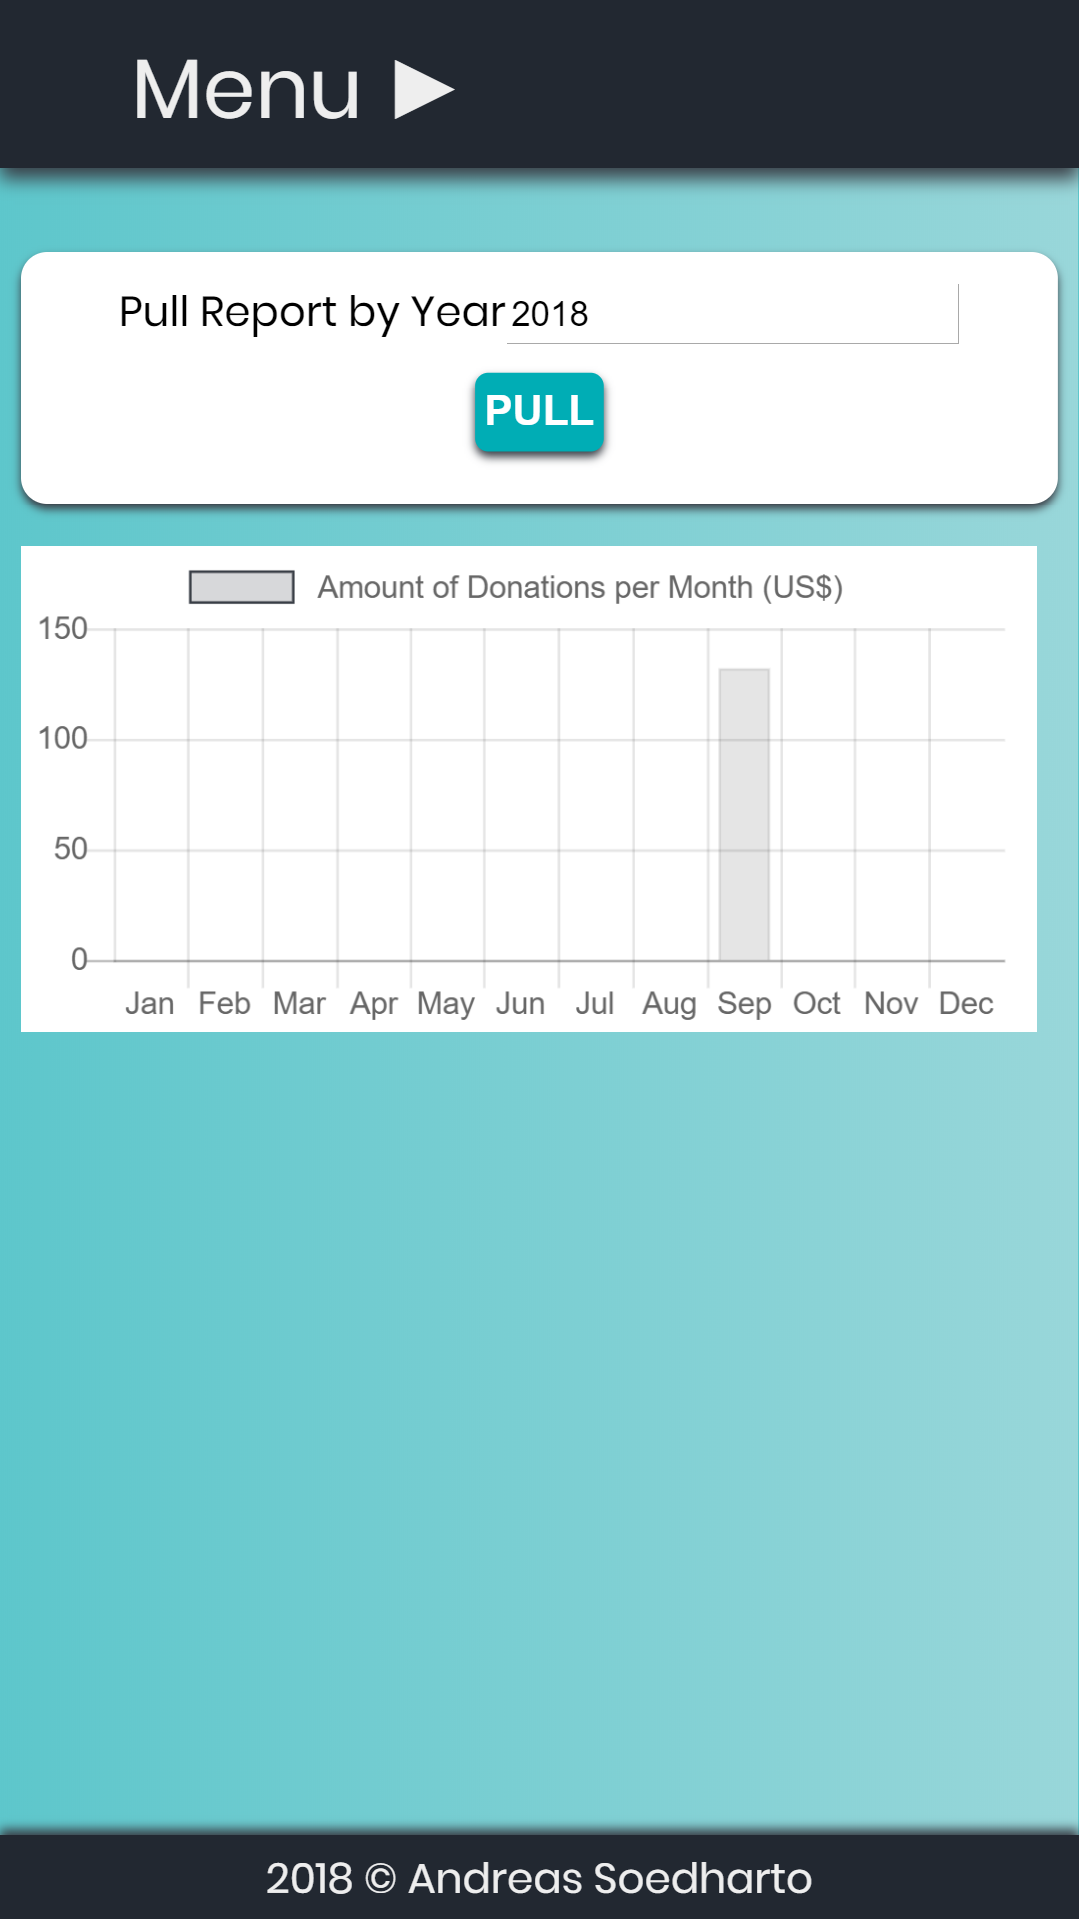 Menu ►
Pull Report by Year 2018
PULL
Amount of Donations per Month (US$)
150
100
50
0
Jan Feb Mar Apr May Jun Jul Aug Sep Oct Nov Dec
2018 © Andreas Soedharto